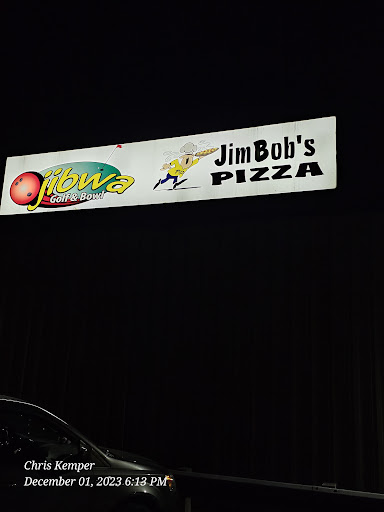 Ojibwa
Golf & Bowl
JimBob's
PIZZA
Chris Kemper
December 01, 2023 6:13 PM